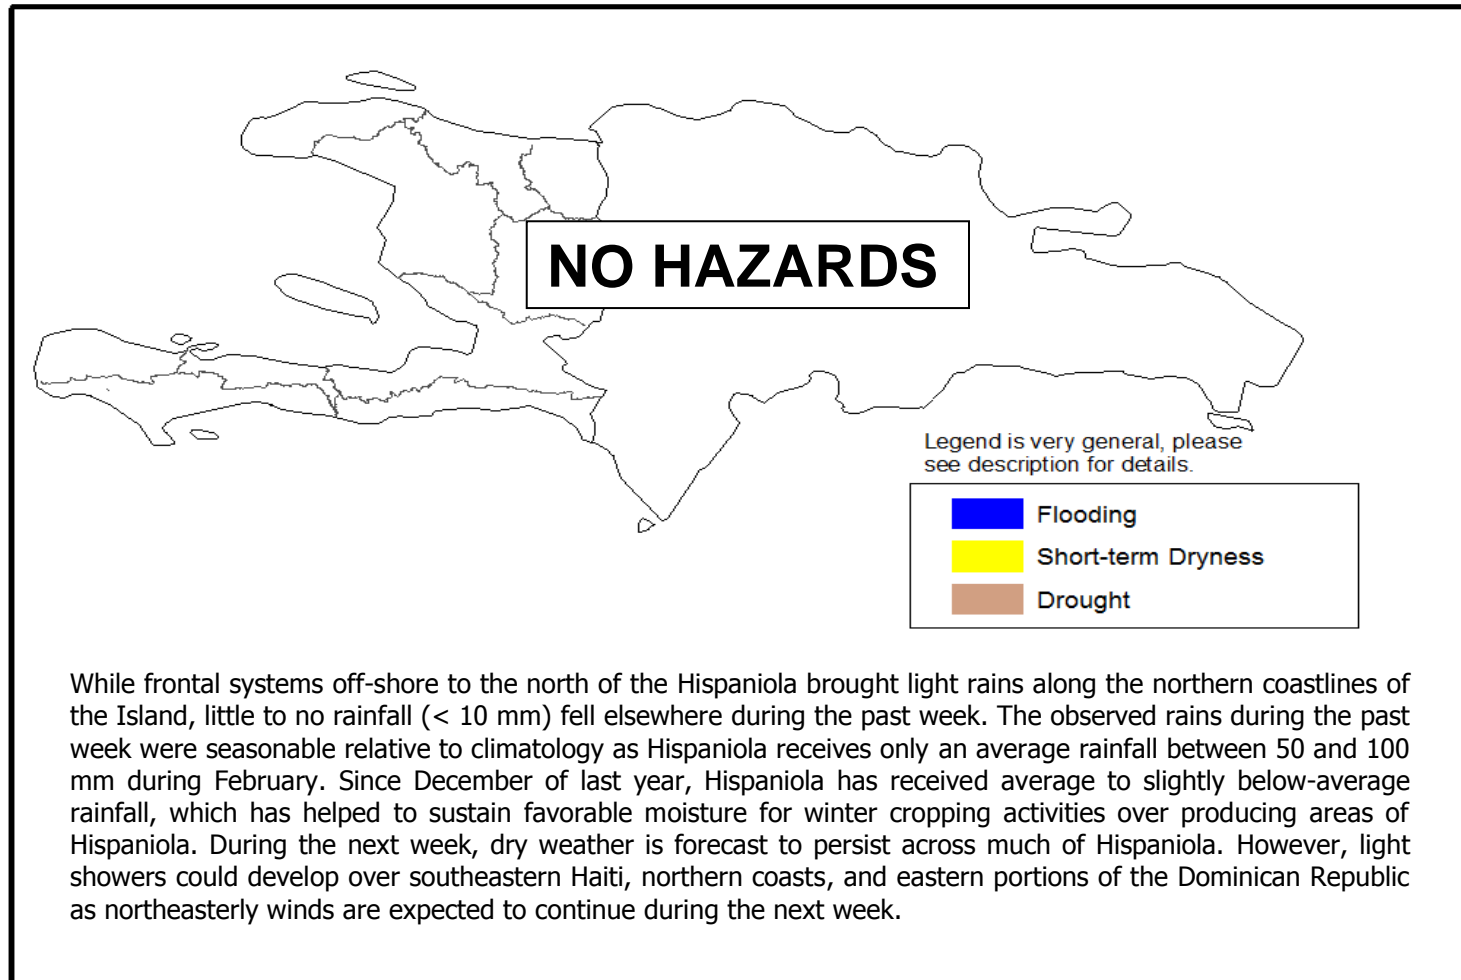 NO HAZARDS
Legend is very general, please
see description for details.
Flooding
Short-term Dryness
Drought
While frontal systems off-shore to the north of the Hispaniola brought light rains along the northern coastlines of
the Island, little to no rainfall (< 10 mm) fell elsewhere during the past week. The observed rains during the past
week were seasonable relative to climatology as Hispaniola receives only an average rainfall between 50 and 100
mm during February. Since December of last year, Hispaniola has received average to slightly below-average
rainfall, which has helped to sustain favorable moisture for winter cropping activities over producing areas of
Hispaniola. During the next week, dry weather is forecast to persist across much of Hispaniola. However, light
showers could develop over southeastern Haiti, northern coasts, and eastern portions of the Dominican Republic
as northeasterly winds are expected to continue during the next week.